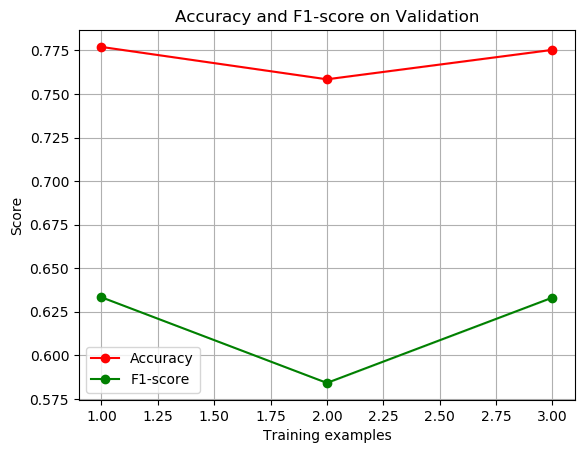 Accuracy and F1-score on Validation
Score
0.775
0.750
0.725
0.700
0.675
0.650
0.625
0.600
0.575
Accuracy
F1-score
1.00 1.25 1.50 1.75 2.00 2.25 2.50 2.75 3.00
Training examples